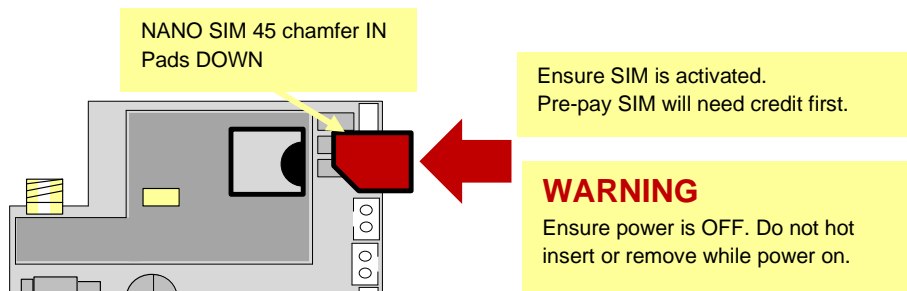 NANO SIM 45 chamfer IN
Pads DOWN
Ensure SIM is activated.
Pre-pay SIM will need credit first.
WARNING
Ensure power is OFF. Do not hot
insert or remove while power on.